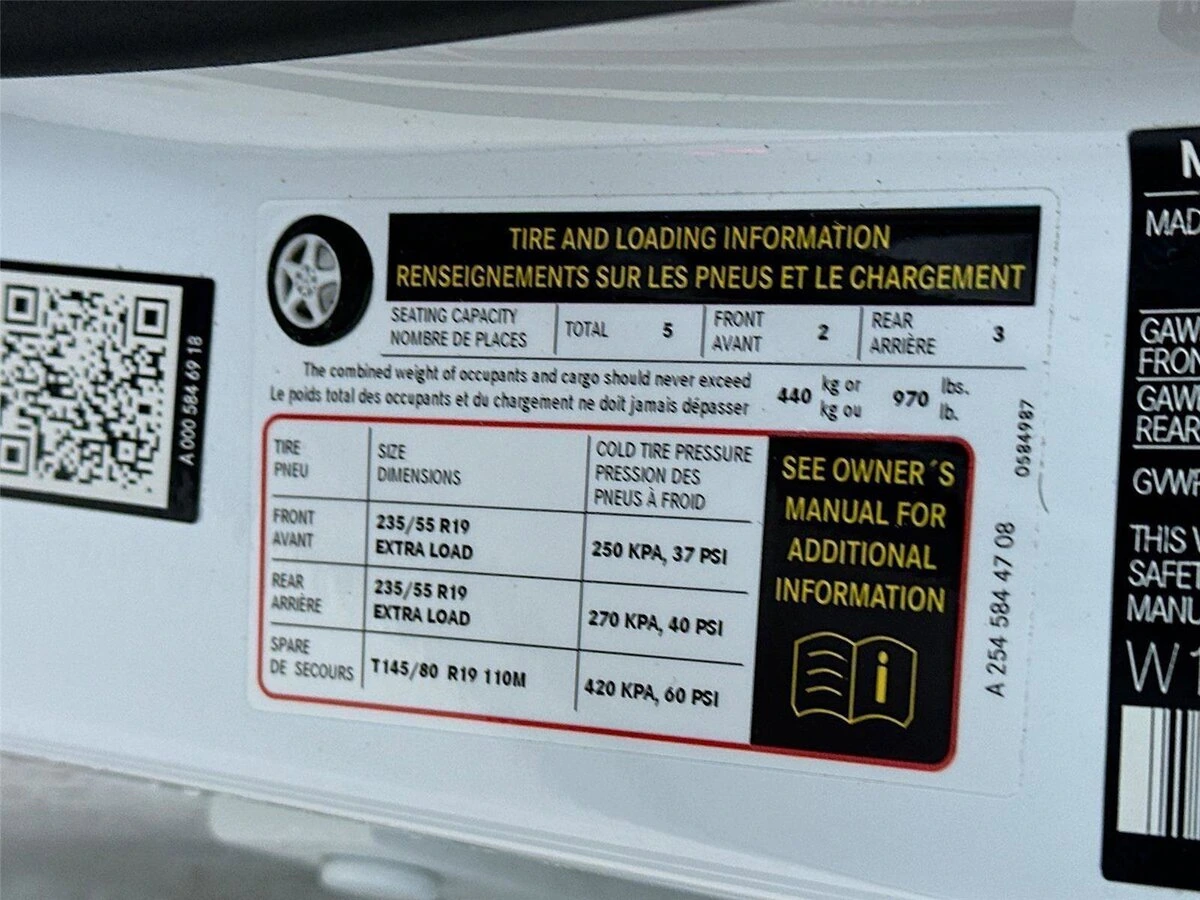 TIRE AND LOADING INFORMATION
RENSEIGNEMENTS SUR LES PNEUS ET LE CHARGEMENT
SEATING CAPACITY
NOMBRE DE PLACES
TOTAL 5
FRONT
AVANT
2
REAR
ARRIÈRE
3
The combined weight of occupants and cargo should never exceed
Le poids total des occupants et du chargement ne doit jamais dépasser
440
kg or
kg ou
970
lbs.
lb.
TIRE
PNEU
SIZE
DIMENSIONS
COLD TIRE PRESSURE
PRESSION DES
PNEUS À FROID
FRONT
AVANT
235/55 R19
EXTRA LOAD
250 KPA, 37 PSI
REAR
ARRIÈRE
235/55 R19
EXTRA LOAD
270 KPA, 40 PSI
SPARE
DE SECOURS
T145/80 R19 110M
420 KPA, 60 PSI
SEE OWNER´S
MANUAL FOR
ADDITIONAL
INFORMATION
i
0584987
A 254 584 47 08
A 000 584 69 18
GAW
FRON
GAW
REAR
GVWR
THIS
SAFET
MANU
W